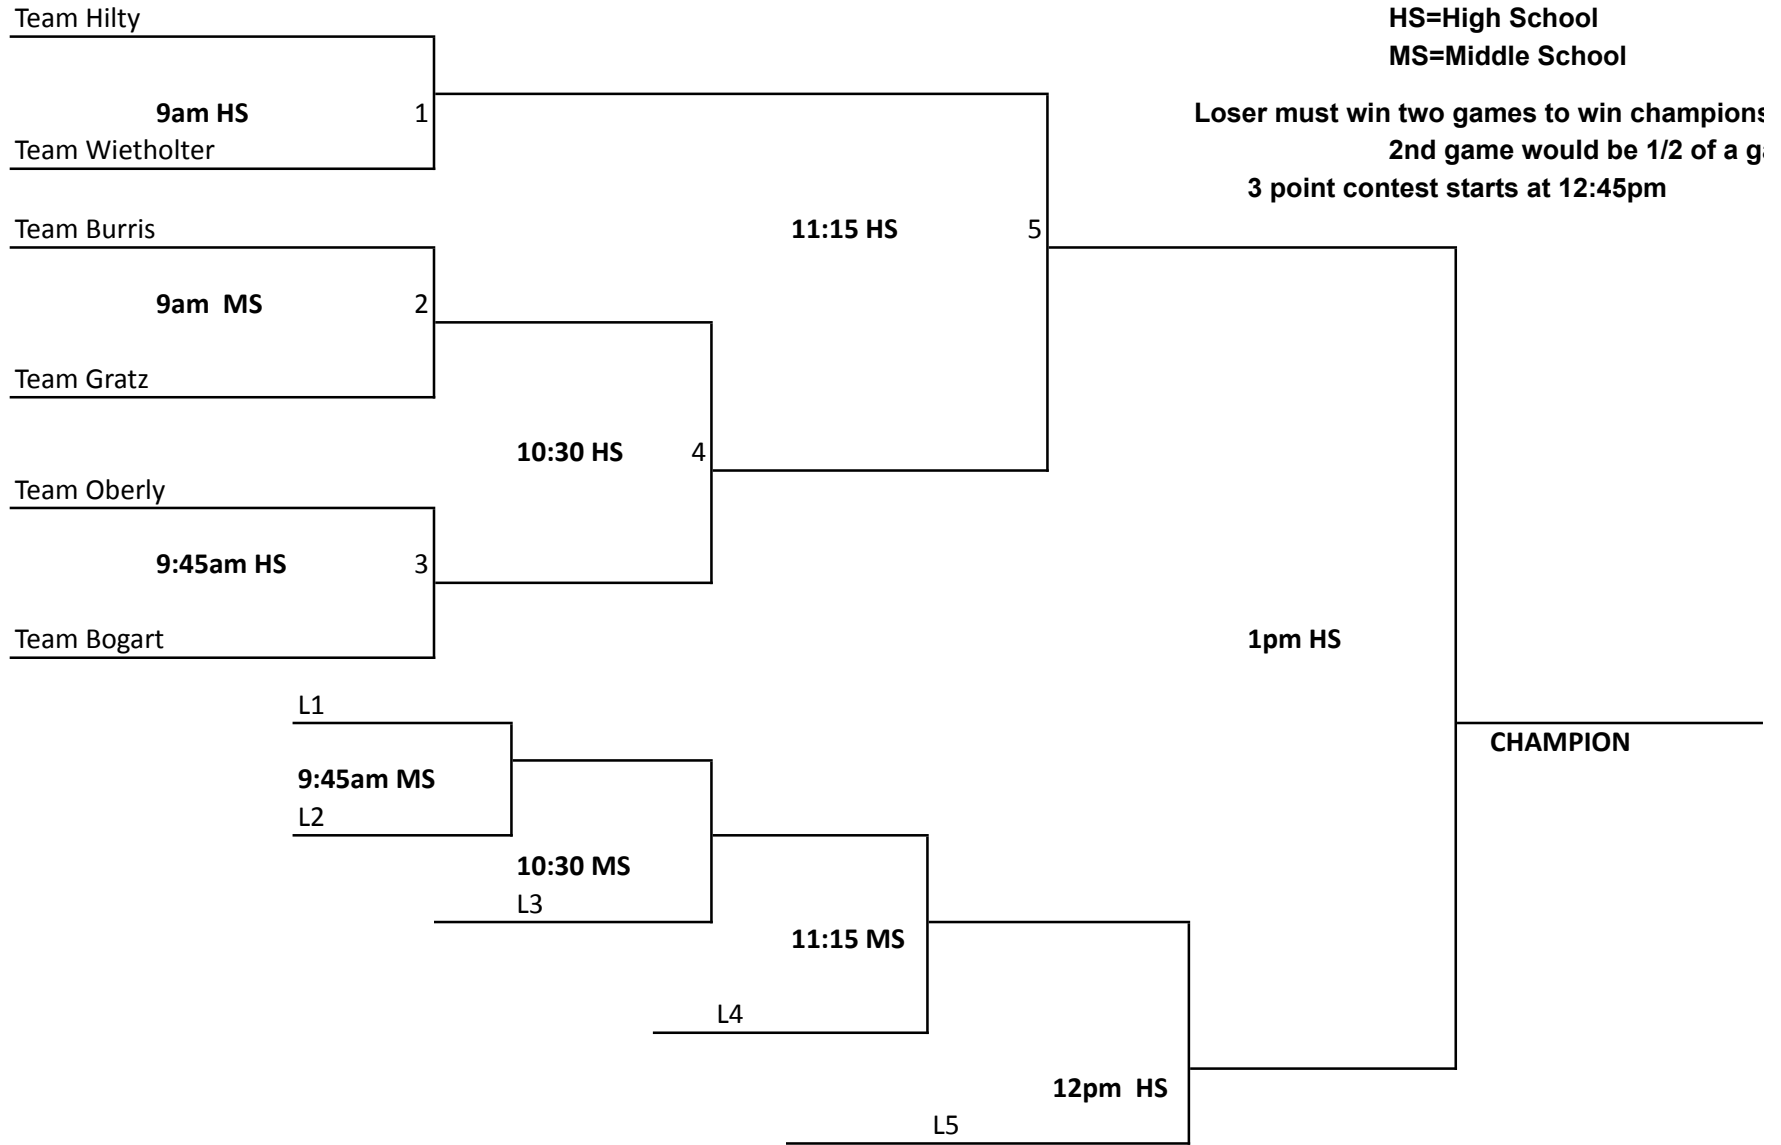 Team Hilty
HS=High School
MS=Middle School
9am HS 1
Loser must win two games to win
Team Wietholter
2nd game would be 1/2 of a
3 point contest starts at 12:45pm
Team Burris
11:15 HS 5
9am  MS 2
Team Gratz
10:30 HS 4
Team Oberly
9:45am HS 3
Team Bogart
1pm HS
L1
CHAMPION
9:45am MS
L2
10:30 MS
L3
11:15 MS
L4
12pm  HS
L5